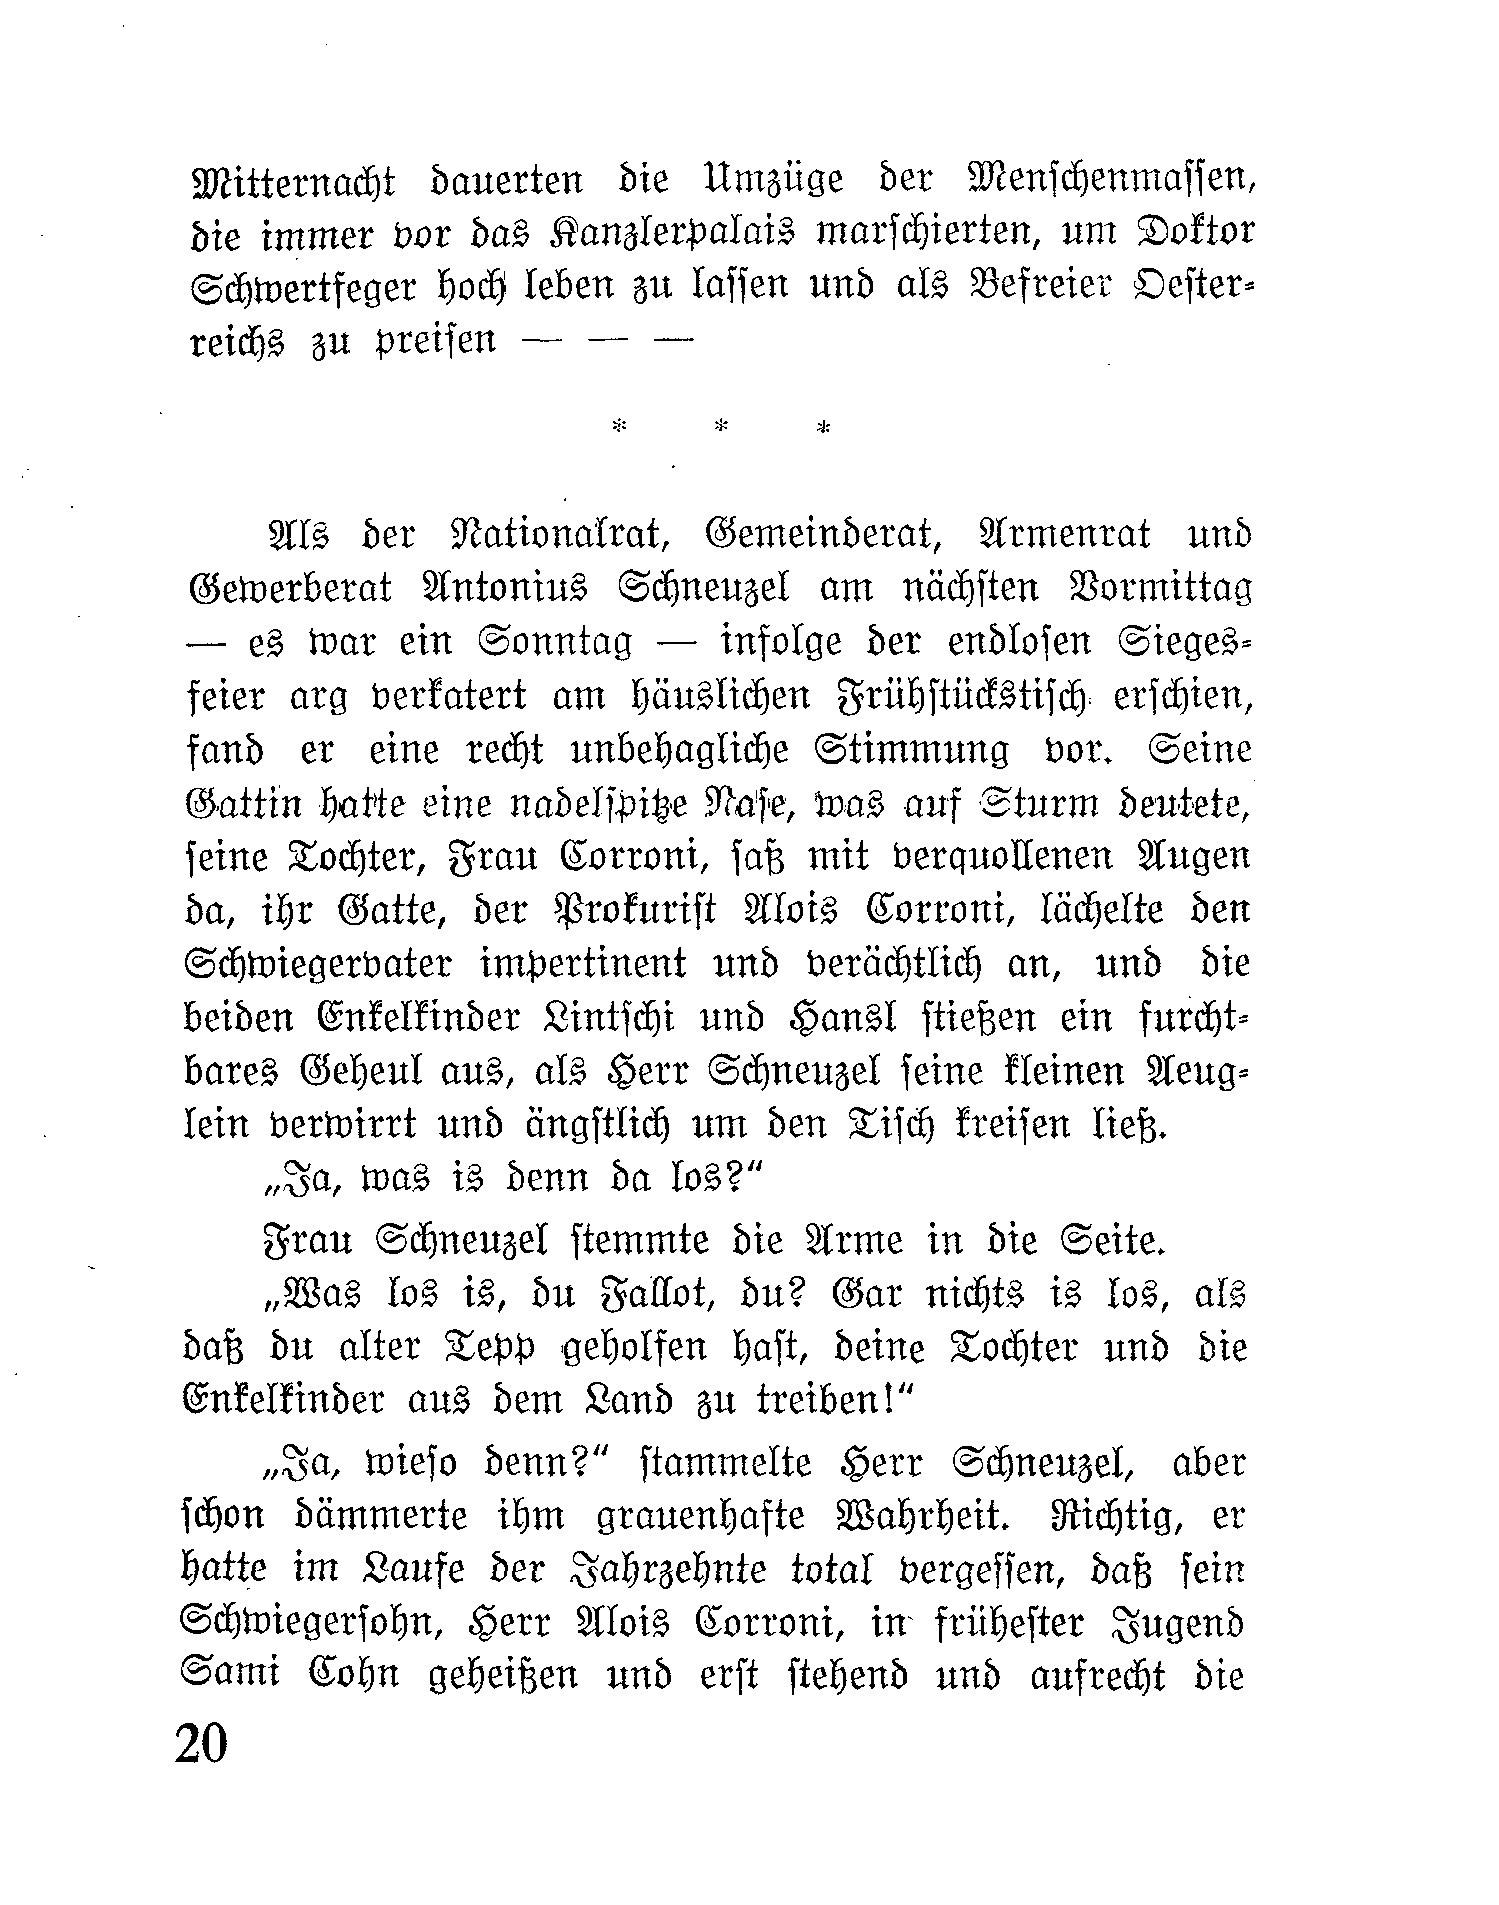 Mitternacht dauerten die Umzüge der Menschenmassen,
die immer vor das Kanzlerpalais marschierten, um Doktor
Schwertfeger hoch leben zu lassen und als Befreier Oester-
reichs zu preisen — — —
* * *
Als der Nationalrat, Gemeinderat, Armenrat und
Gewerberat Antonius Schneuzel am nächsten Vormittag
— es war ein Sonntag — infolge der endlosen Sieges-
feier arg verkatert am häuslichen Frühstückstisch erschien,
fand er eine recht unbehagliche Stimmung vor. Seine
Gattin hatte eine nadelspitze Nase, was auf Sturm deutete,
seine Tochter, Frau Corroni, saß mit verquollenen Augen
da, ihr Gatte, der Prokurist Alois Corroni, lächelte den
Schwiegervater impertinent und verächtlich an, und die
beiden Enkelkinder Lintschi und Hansl stießen ein furcht-
bares Geheul aus, als Herr Schneuzel seine kleinen Aeug-
lein verwirrt und ängstlich um den Tisch kreisen ließ.
„Ja, was is denn da los?“
Frau Schneuzel stemmte die Arme in die Seite.
„Was los is, du Fallot, du? Gar nichts is los, als
daß du alter Tepp geholfen hast, deine Tochter und die
Enkelkinder aus dem Land zu treiben!“
„Ja, wieso denn?“ stammelte Herr Schneuzel, aber
schon dämmerte ihm grauenhafte Wahrheit. Richtig, er
hatte im Laufe der Jahrzehnte total vergessen, daß sein
Schwiegersohn, Herr Alois Corroni, in frühester Jugend
Sami Cohn geheißen und erst stehend und aufrecht die
20